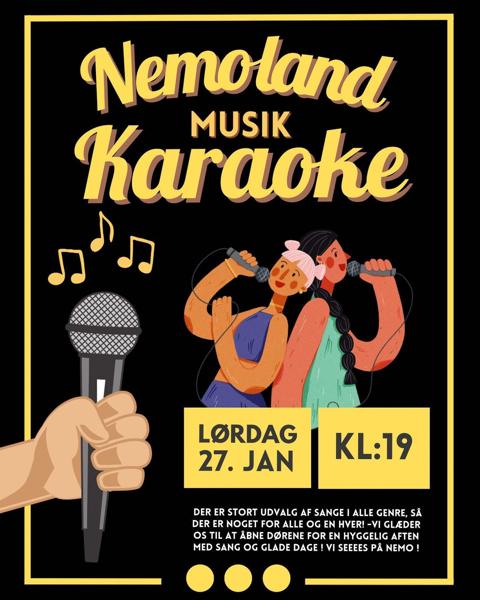 Nemoland
MUSIK
Karaoke
LØRDAG
27. JAN
KL:19
DER ER STORT UDVALG AF SANGE I ALLE GENRE, SÅ
DER ER NOGET FOR ALLE OG EN HVER! -VI GLÆDER
OS TIL AT ÅBNE DØRENE FOR EN HYGGELIG AFTEN
MED SANG OG GLADE DAGE ! VI SEEEES PÅ NEMO !